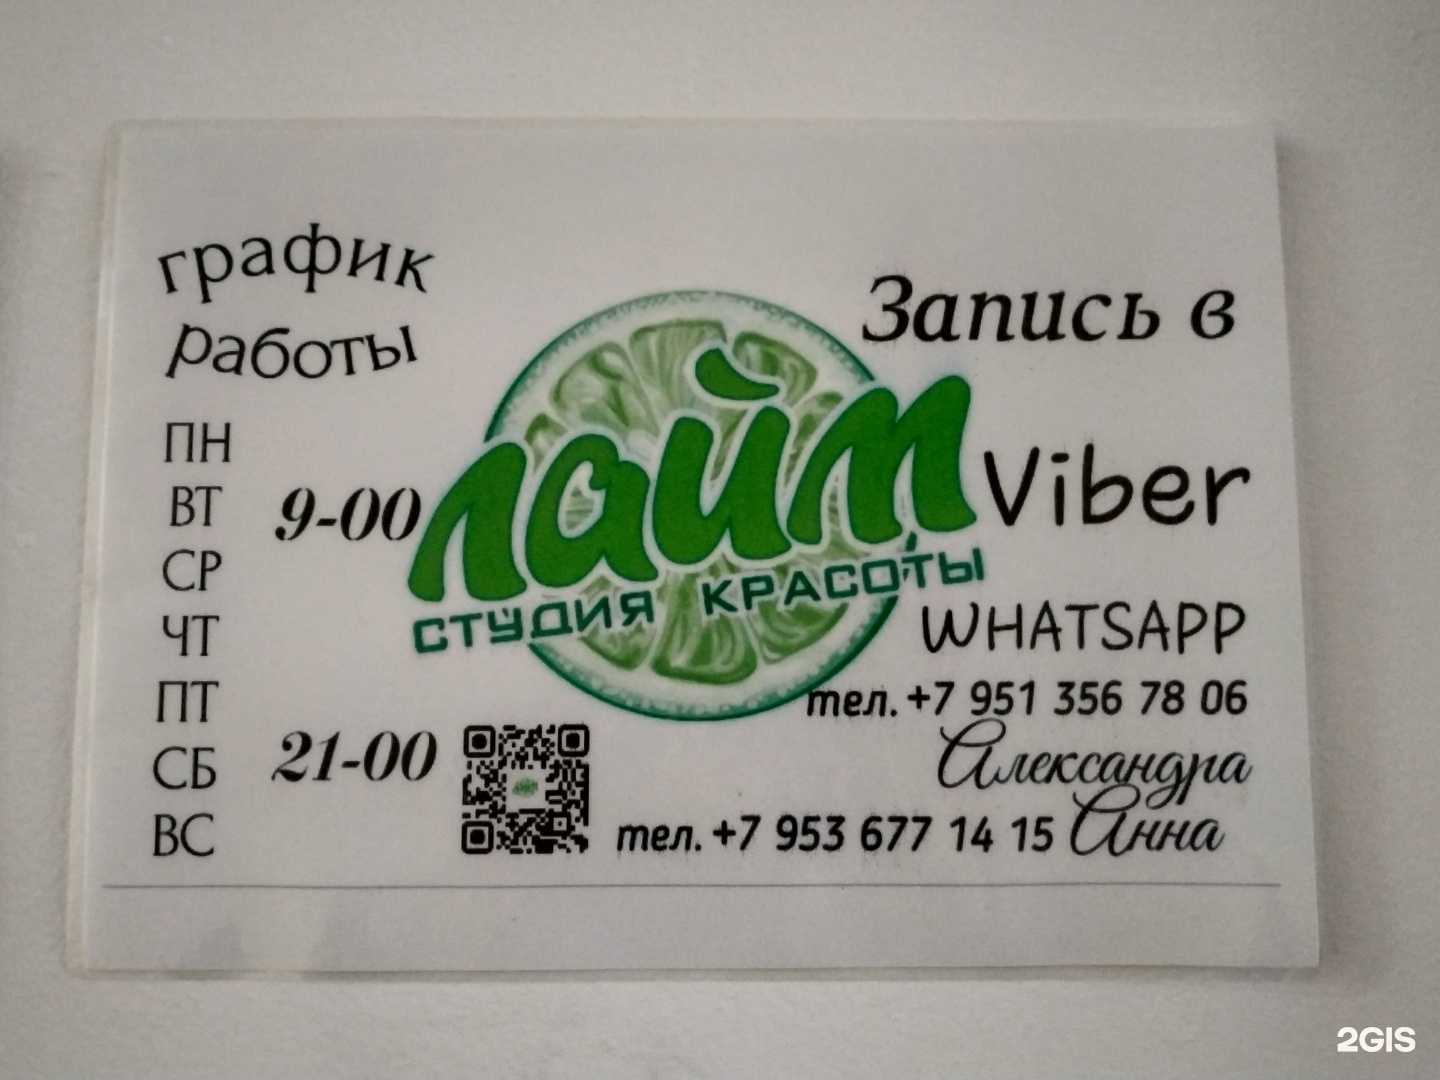 график
работы
ПН
ВТ
СР
ЧТ
ПТ
СБ
ВС
9-00
21-00
лайм
СТУДИЯ КРАСОТЫ
Запись в
Viber
WHATSAPP
тел. +7 951 356 78 06
Александра
тел. +7 953 677 14 15 Анна
2GIS